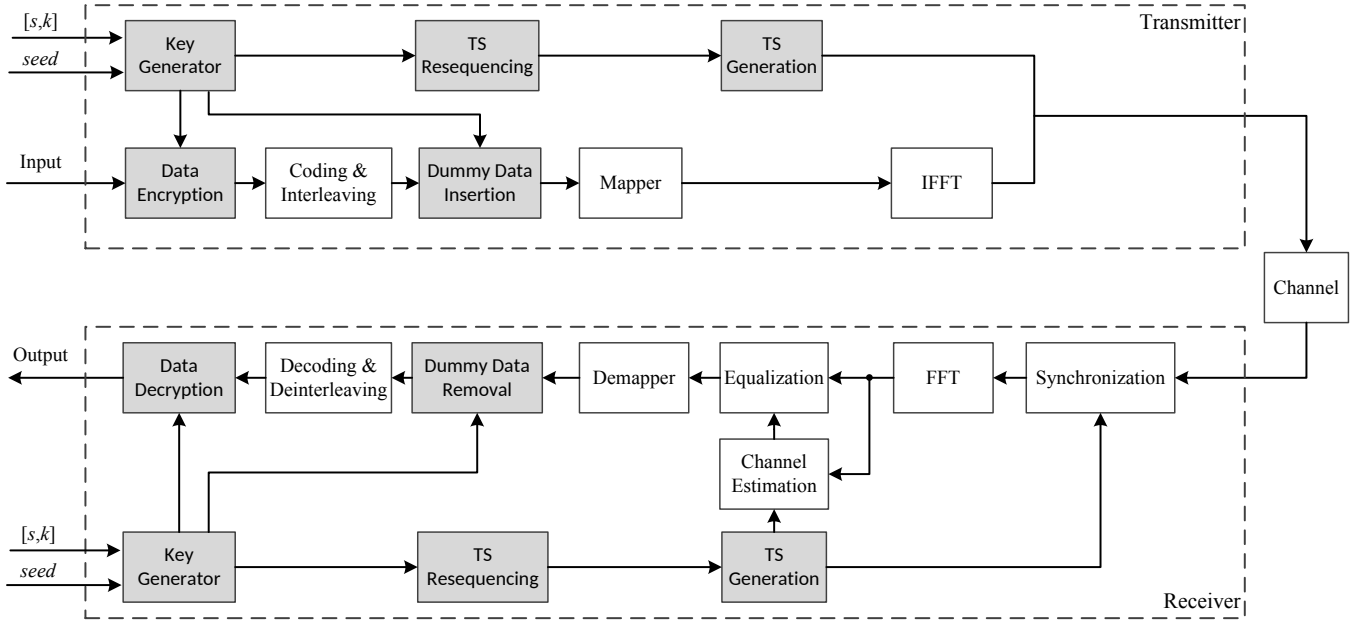 Transmitter
[s,k]
seed
Key
Generator
TS
Resequencing
TS
Generation
Input
Data
Encryption
Coding &
Interleaving
Dummy Data
Insertion
Mapper
IFFT
Channel
Output
Data
Decryption
Decoding &
Deinterleaving
Dummy Data
Removal
Demapper
Equalization
FFT
Synchronization
Channel
Estimation
[s,k]
seed
Key
Generator
TS
Resequencing
TS
Generation
Receiver